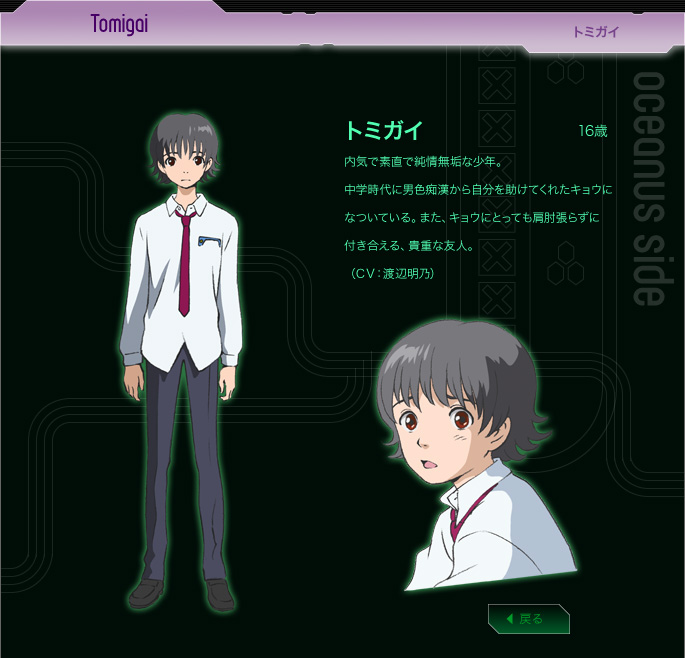 Tomigai
トミガイ
トミガイ 16歳
内気で素直で純情無垢な少年。
中学時代に男色痴漢から自分を助けてくれたキョウに
なついている。また、キョウにとっても肩肘張らずに
付き合える、貴重な友人。
（CV：渡辺明乃）
oceanus side
戻る